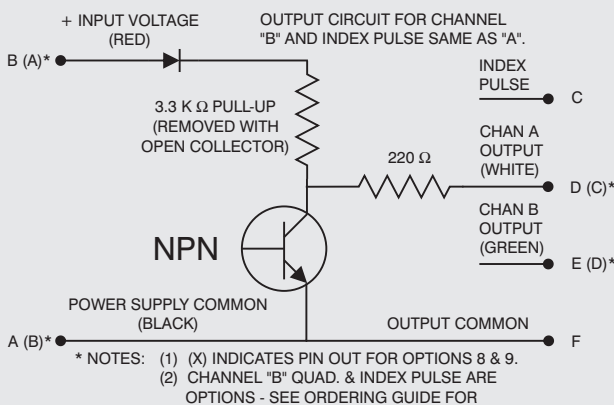 + INPUT VOLTAGE
(RED)
OUTPUT CIRCUIT FOR CHANNEL
"B" AND INDEX PULSE SAME AS "A".
B (A)*
INDEX
PULSE
C
3.3 K Ω PULL-UP
(REMOVED WITH
OPEN COLLECTOR)
220 Ω
CHAN A
OUTPUT
(WHITE)
D (C)*
CHAN B
OUTPUT
(GREEN)
E (D)*
NPN
POWER SUPPLY COMMON
(BLACK)
OUTPUT COMMON
A (B)*
F
* NOTES: (1) (X) INDICATES PIN OUT FOR OPTIONS 8 & 9.
(2) CHANNEL "B" QUAD. & INDEX PULSE ARE
OPTIONS - SEE ORDERING GUIDE FOR